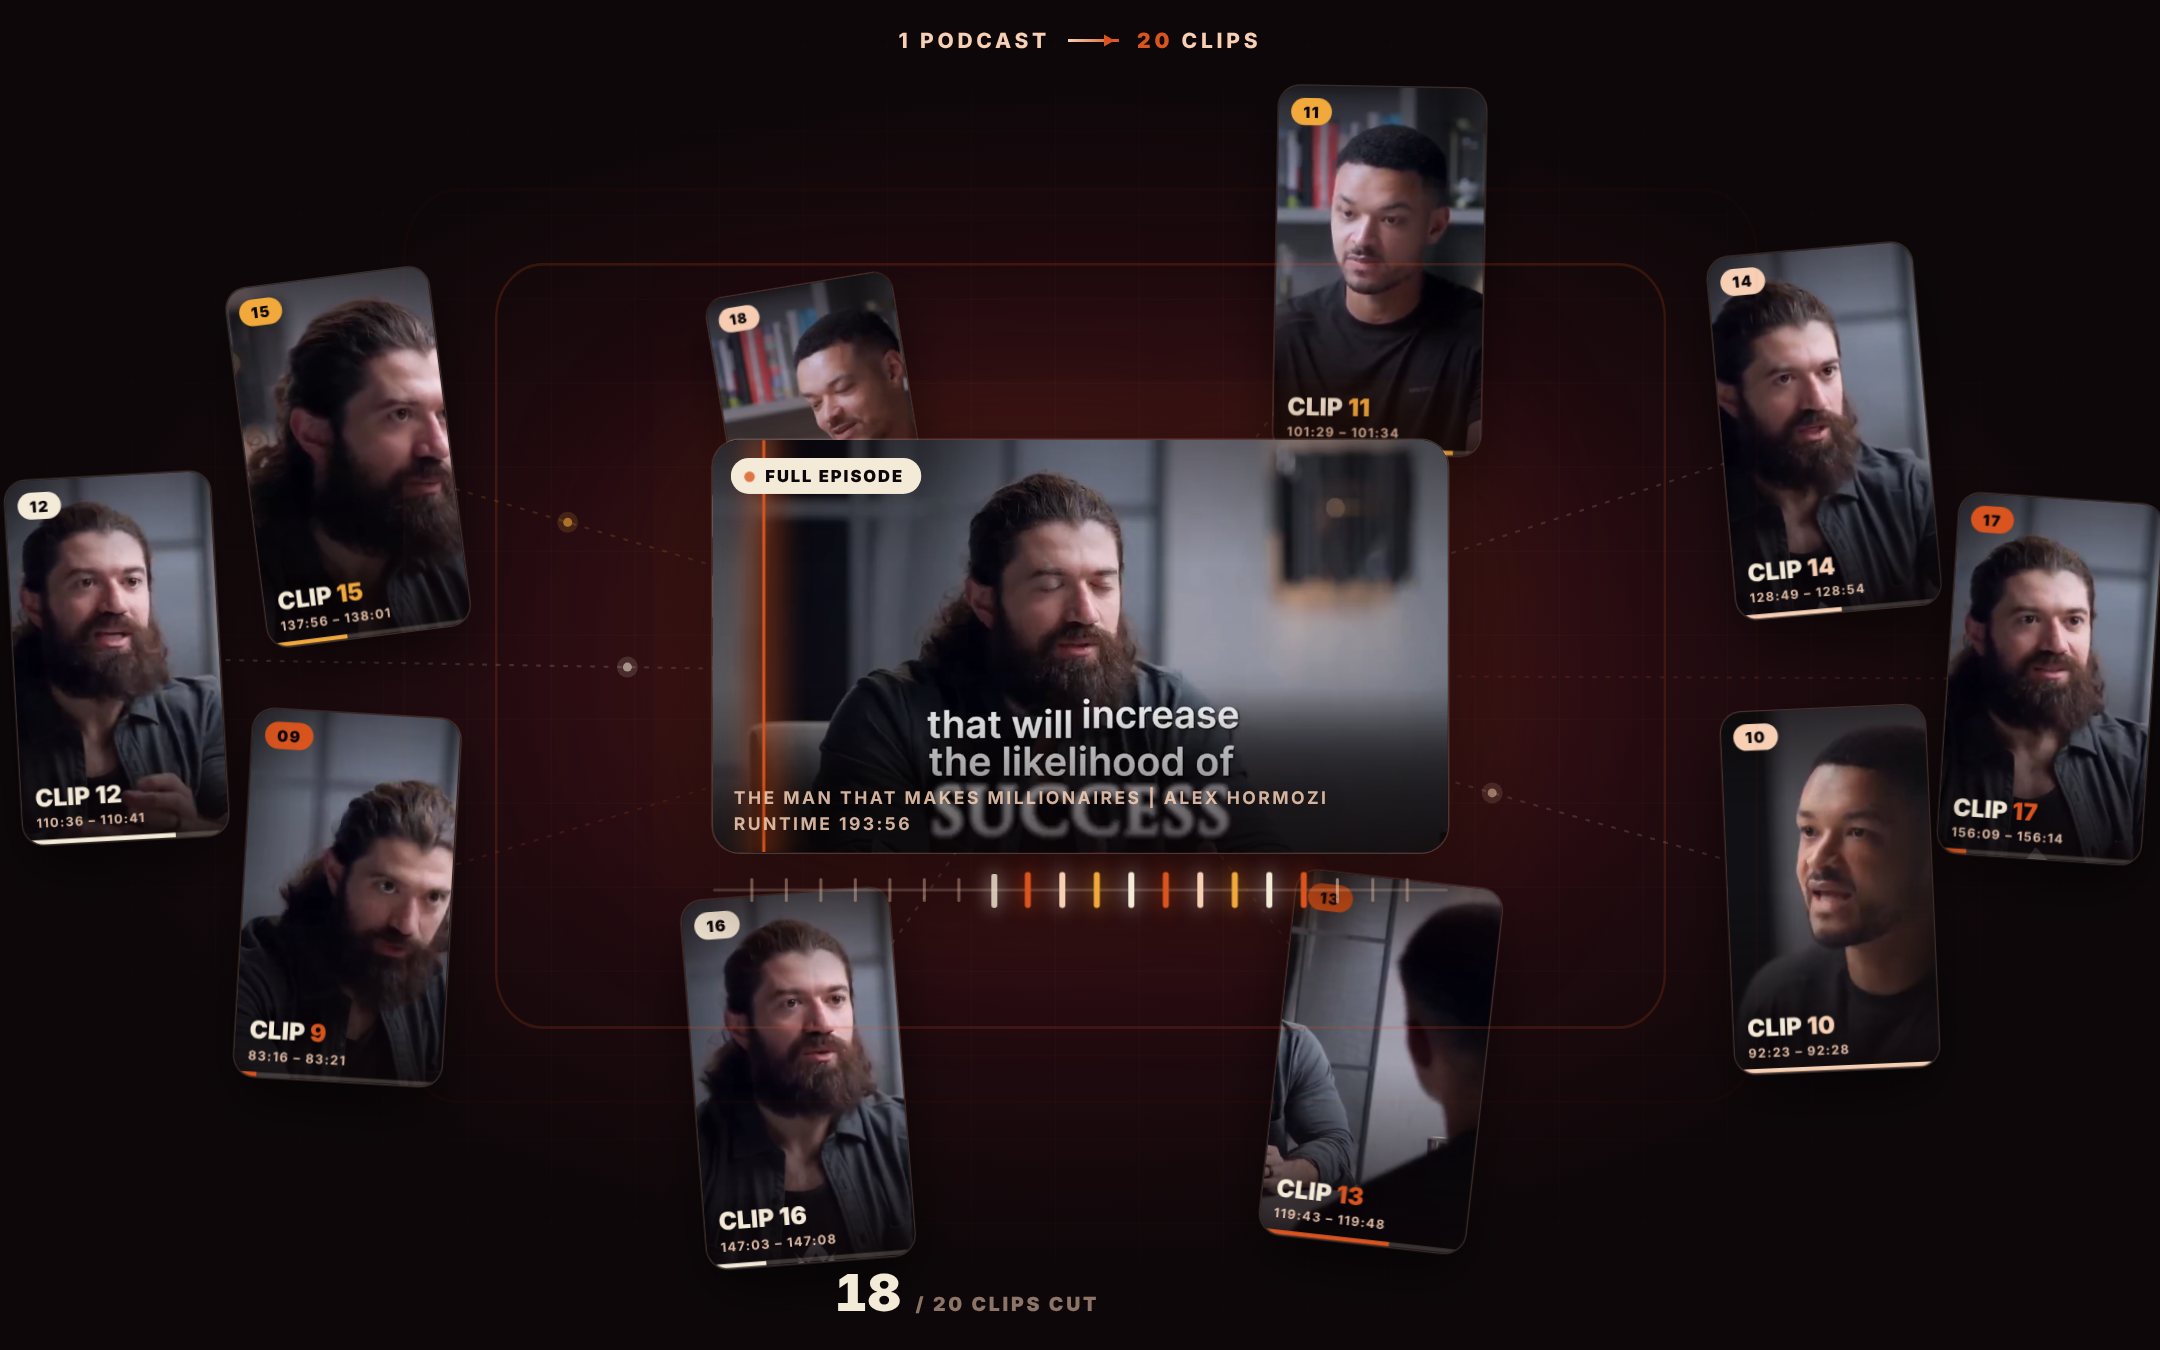 1 PODCAST → 20 CLIPS
11
CLIP 11
101:29 – 101:34
15
CLIP 15
137:56 – 138:01
18
14
CLIP 14
128:49 – 128:54
12
CLIP 12
110:36 – 110:41
FULL EPISODE
that will increase
the likelihood of
SUCCESS
THE MAN THAT MAKES MILLIONAIRES | ALEX HORMOZI
RUNTIME 193:56
17
CLIP 17
156:09 – 156:14
09
CLIP 9
83:16 – 83:21
10
CLIP 10
92:23 – 92:28
16
CLIP 16
147:03 – 147:08
13
CLIP 13
119:43 – 119:48
18 / 20 CLIPS CUT